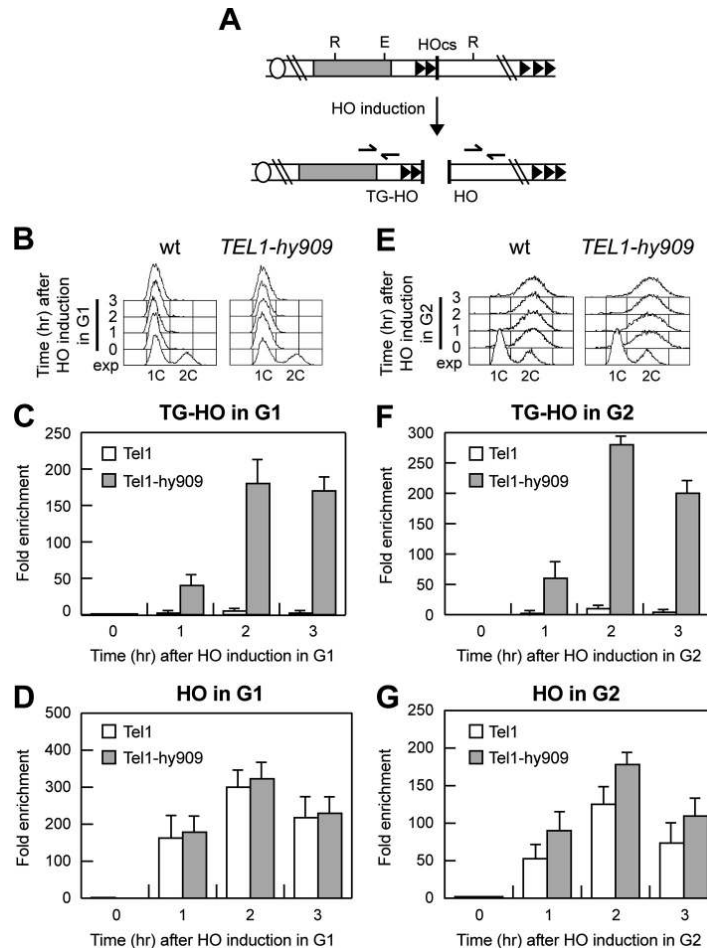 A
R E HOcs R
HO induction
TG-HO HO
B
wt TEL1-hy909
Time (hr) after
HO induction
in G1
3
2
1
0
exp
1C 2C 1C 2C
E
wt TEL1-hy909
Time (hr) after
HO induction
in G2
3
2
1
0
exp
1C 2C 1C 2C
C TG-HO in G1
Fold enrichment
250
200
150
100
50
0
Tel1
Tel1-hy909
0 1 2 3
Time (hr) after HO induction in G1
F TG-HO in G2
Fold enrichment
300
250
200
150
100
50
0
Tel1
Tel1-hy909
0 1 2 3
Time (hr) after HO induction in G2
D HO in G1
Fold enrichment
500
400
300
200
100
0
Tel1
Tel1-hy909
0 1 2 3
Time (hr) after HO induction in G1
G HO in G2
Fold enrichment
250
200
150
100
50
0
Tel1
Tel1-hy909
0 1 2 3
Time (hr) after HO induction in G2